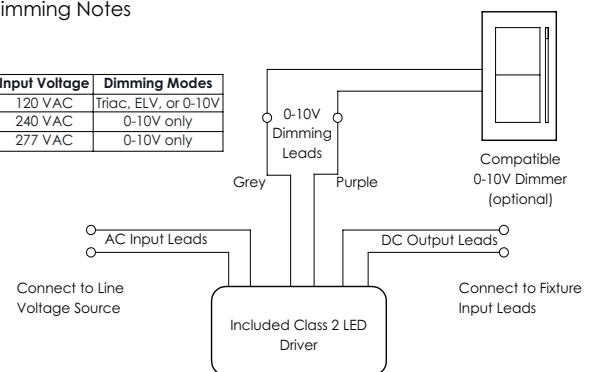 imming Notes
Input Voltage Dimming Modes
120 VAC Triac, ELV, or 0-10V
240 VAC 0-10V only
277 VAC 0-10V only
0-10V
Dimming
Leads
Grey
Purple
Compatible
0-10V Dimmer
(optional)
AC Input Leads
DC Output Leads
Connect to Line
Voltage Source
Connect to Fixture
Input Leads
Included Class 2 LED
Driver